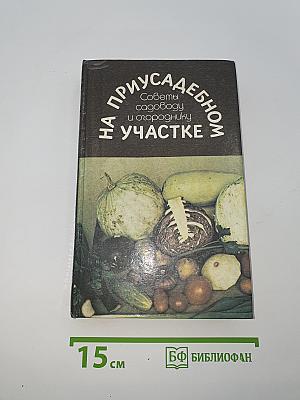 НА ПРИУСАДЕБНОМ
УЧАСТКЕ
Советы
садоводу
и огороднику
15 см
БФ БИБЛИОФАН